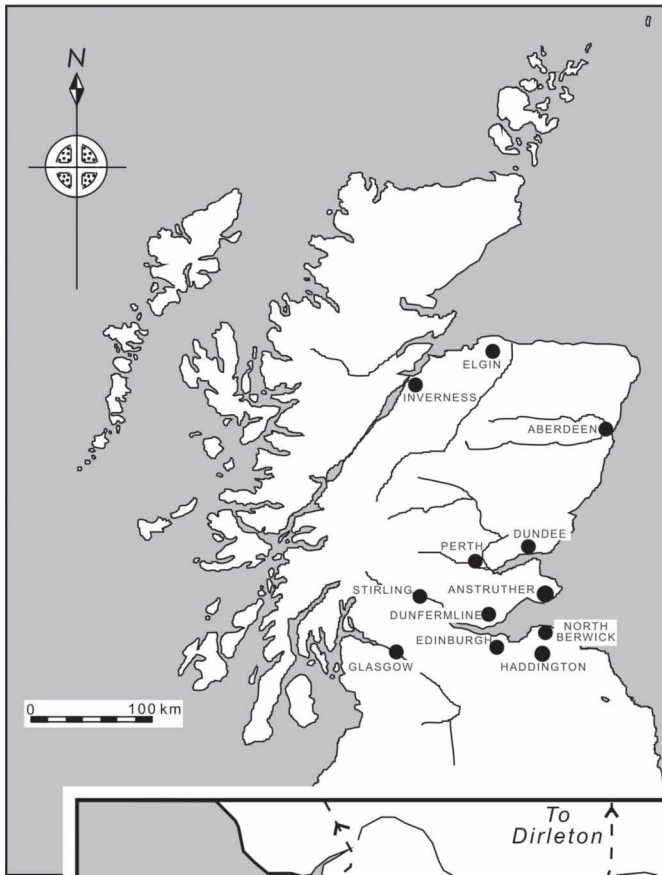 N
ELGIN
INVERNESS
ABERDEEN
DUNDEE
PERTH
STIRLING
ANSTRUTHER
DUNFERMLINE
NORTH
BERWICK
EDINBURGH
GLASGOW
HADDINGTON
0 100 km
To
Dirleton